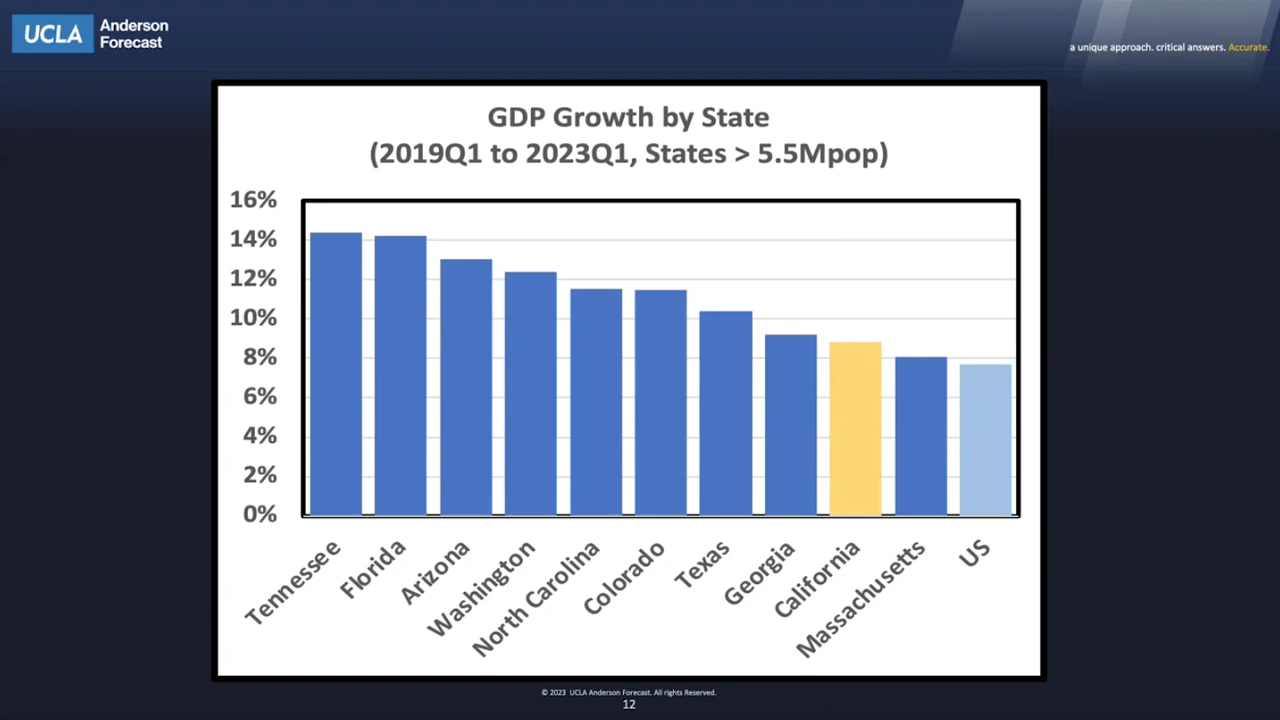 UCLA
Anderson
Forecast
a unique approach. critical answers. Accurate.
GDP Growth by State
(2019Q1 to 2023Q1, States > 5.5Mpop)
16%
14%
12%
10%
8%
6%
4%
2%
0%
Tennessee
Florida
Arizona
Washington
North Carolina
Colorado
Texas
Georgia
California
Massachusetts
US
© 2023 UCLA Anderson Forecast. All rights Reserved.
12